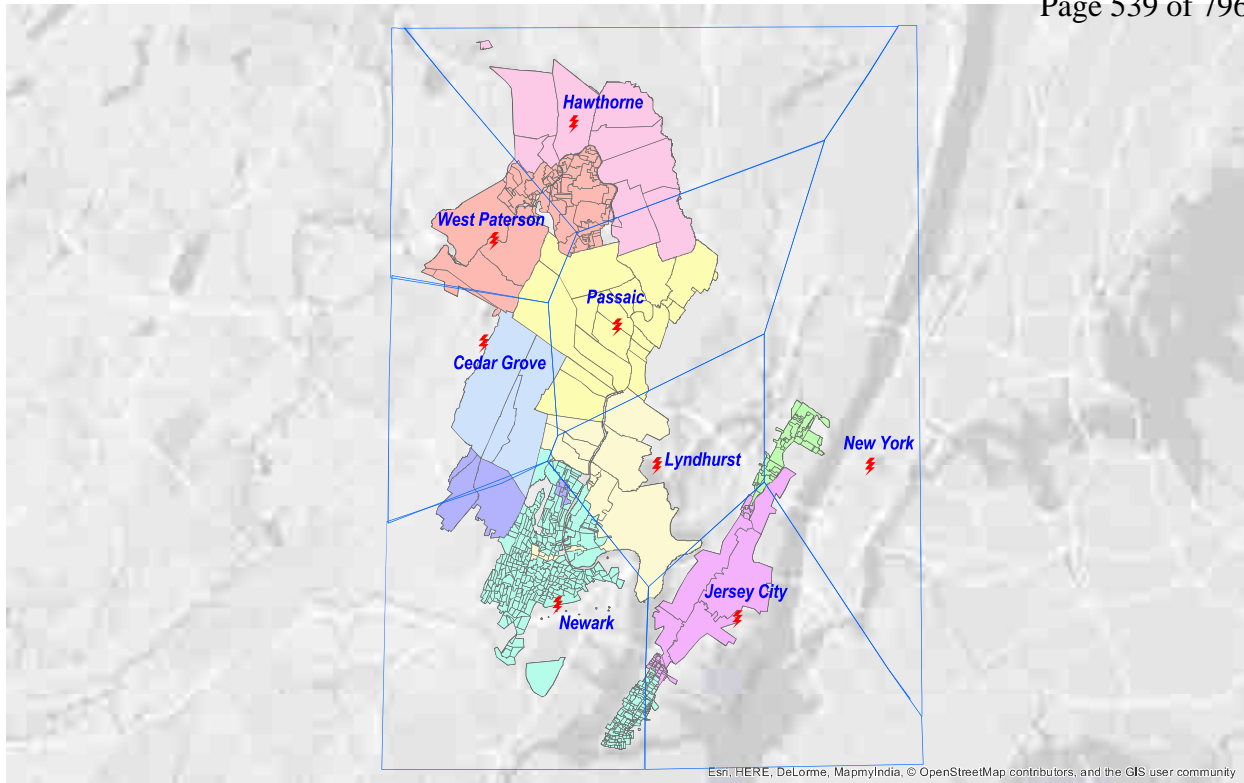 Page 539 of 796
Hawthorne
West Paterson
Passaic
Cedar Grove
New York
Lyndhurst
Jersey City
Newark
Esri, HERE, DeLorme, MapmyIndia, © OpenStreetMap contributors, and the GIS user community